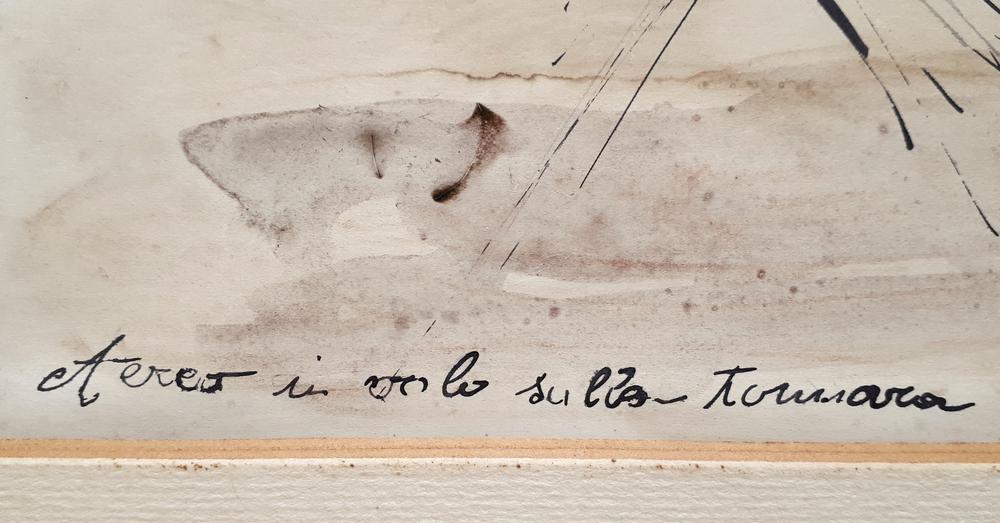 Aereo in volo sulla tonnara